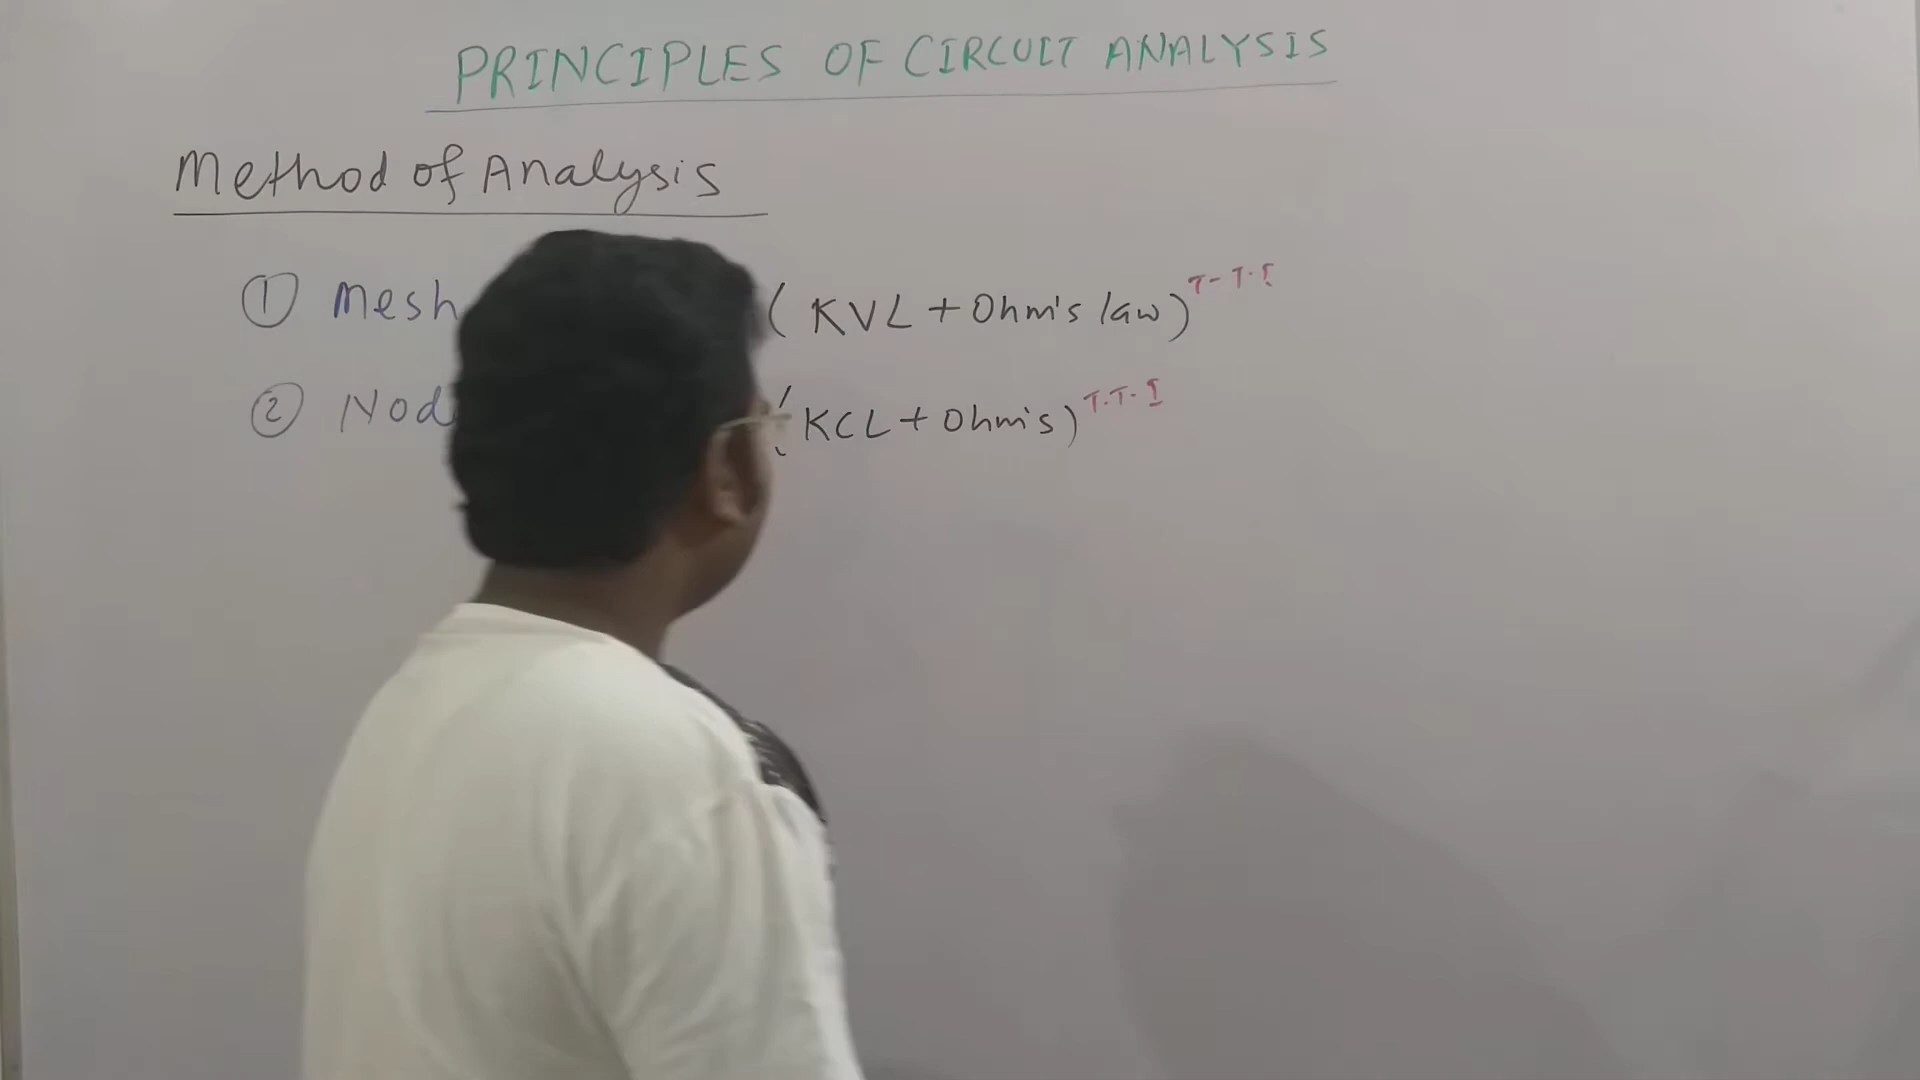 PRINCIPLES OF CIRCUIT ANALYSIS
Method of Analysis
① Mesh (KVL + Ohm's law) T-T-I
② Nod (KCL + Ohm's) T.T.I